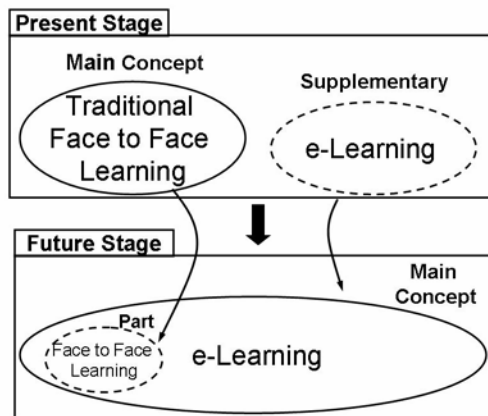 Present Stage
Main Concept
Traditional
Face to Face
Learning
Supplementary
e-Learning
Future Stage
Main
Concept
Part
Face to Face
Learning
e-Learning